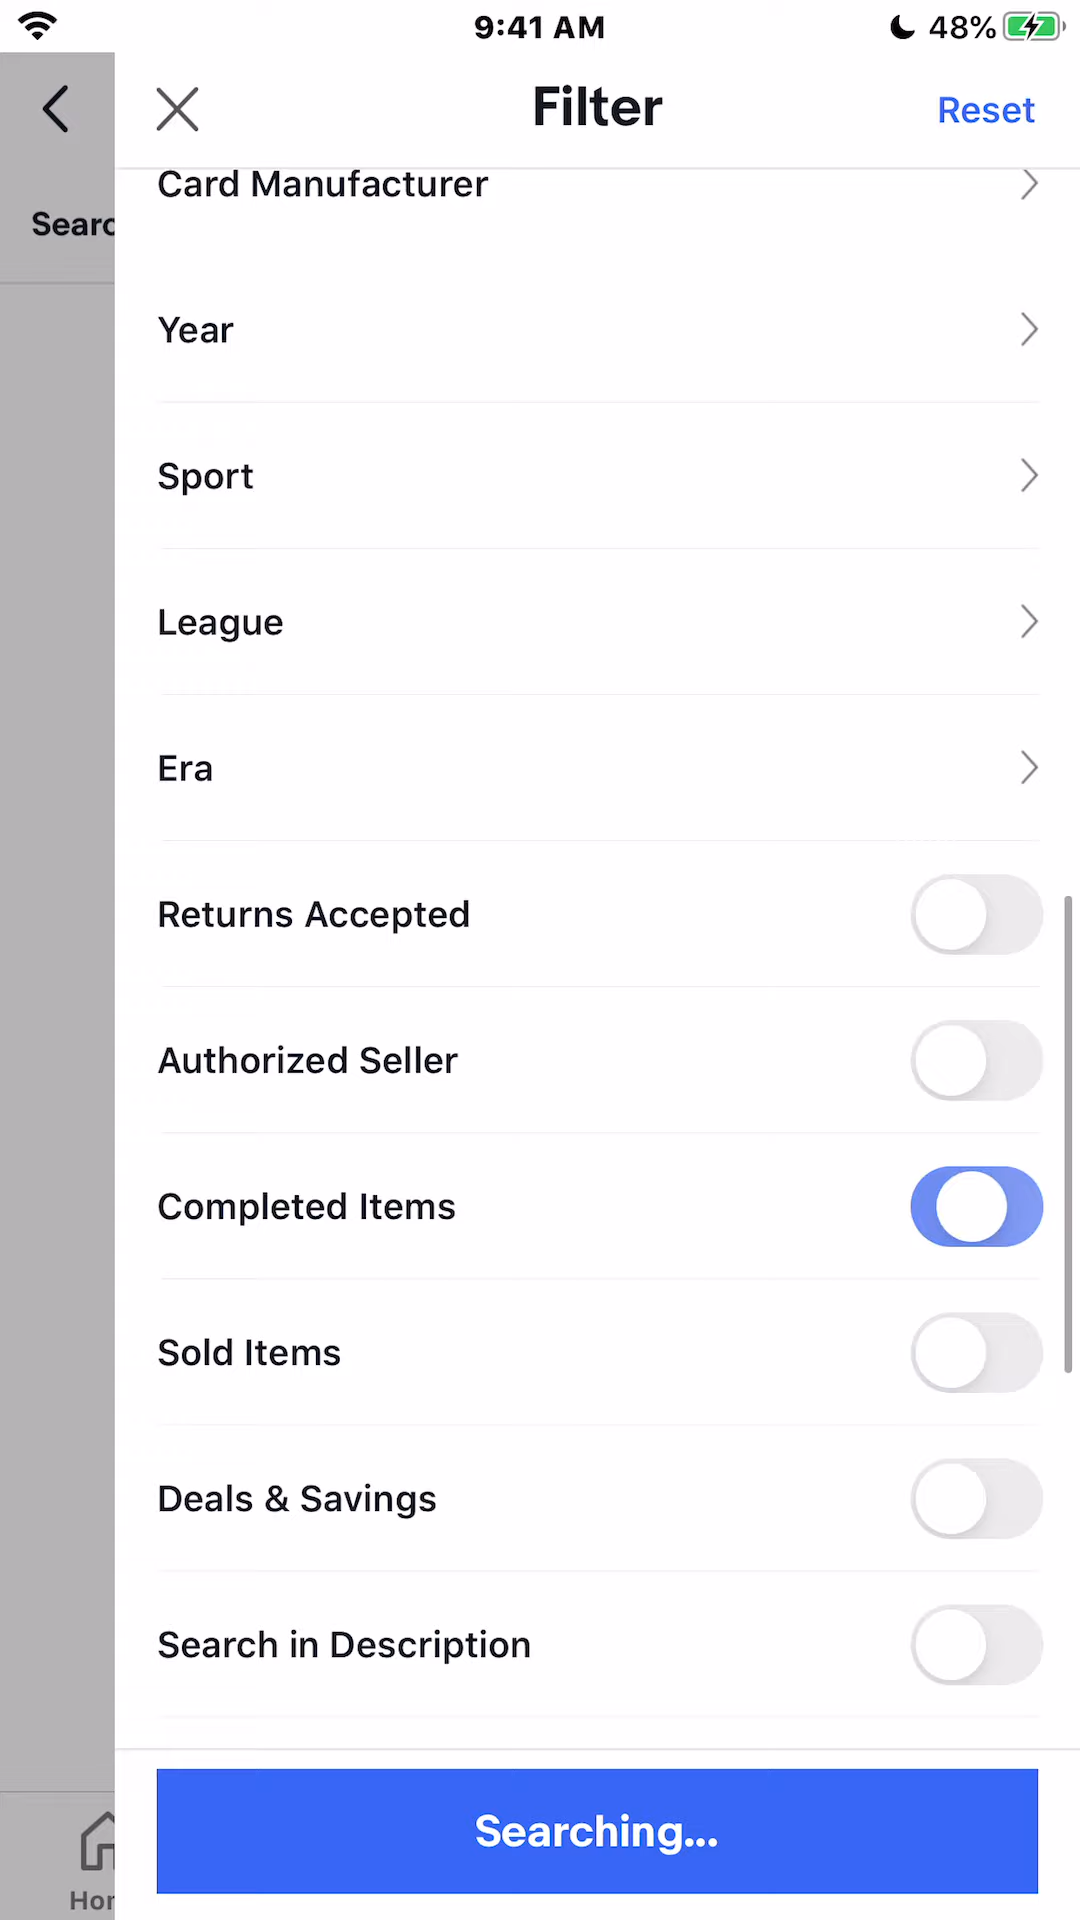 9:41 AM
48%
Filter
Reset
Searc
Card Manufacturer
Year
Sport
League
Era
Returns Accepted
Authorized Seller
Completed Items
Sold Items
Deals & Savings
Search in Description
Searching...
Hor